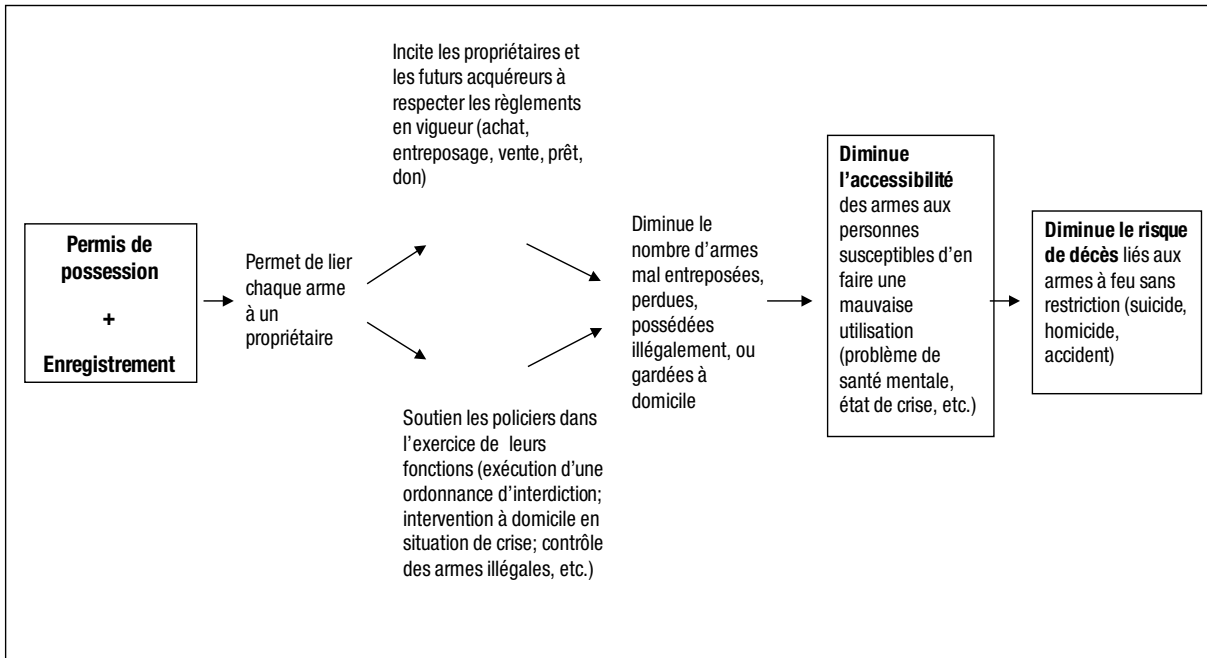 Permis de
possession
+
Enregistrement
Permet de lier
chaque arme
à un
propriétaire
Incite les propriétaires et
les futurs acquéreurs à
respecter les règlements
en vigueur (achat,
entreposage, vente, prêt,
don)
Soutien les policiers dans
l'exercice de leurs
fonctions (exécution d'une
ordonnance d'interdiction;
intervention à domicile en
situation de crise; contrôle
des armes illégales, etc.)
Diminue le
nombre d'armes
mal entreposées,
perdues,
possédées
illégalement, ou
gardées à
domicile
Diminue
l'accessibilité
des armes aux
personnes
susceptibles d'en
faire une
mauvaise
utilisation
(problème de
santé mentale,
état de crise, etc.)
Diminue le risque
de décès liés aux
armes à feu sans
restriction (suicide,
homicide,
accident)